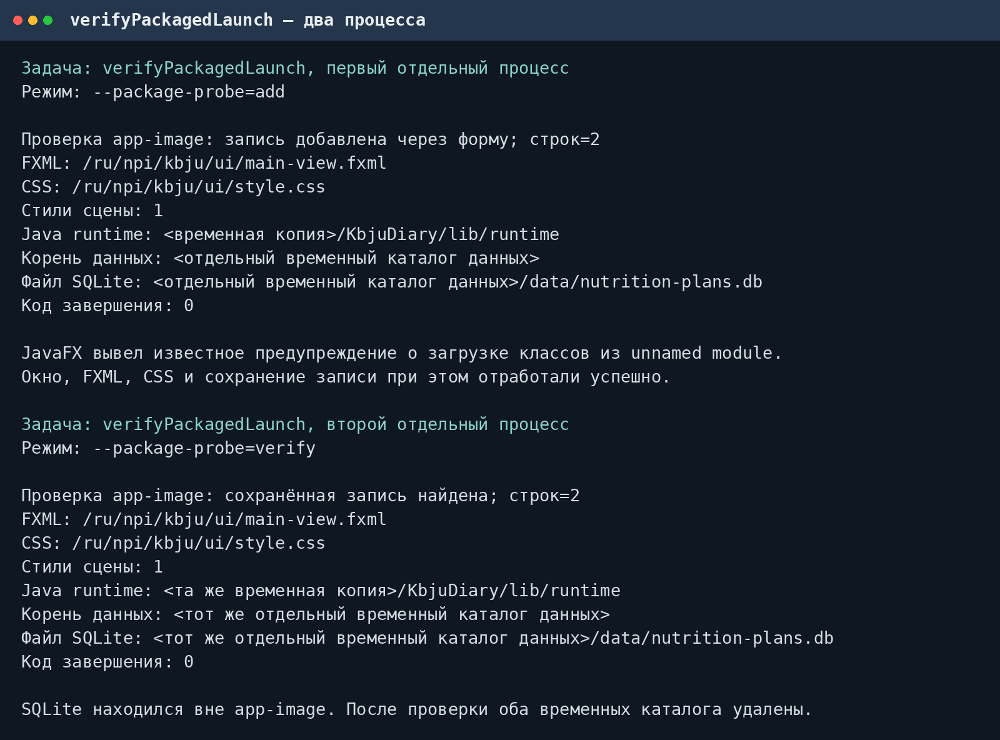 verifyPackagedLaunch — два процесса
Задача: verifyPackagedLaunch, первый отдельный процесс
Режим: --package-probe=add
Проверка app-image: запись добавлена через форму; строк=2
FXML: /ru/npi/kbju/ui/main-view.fxml
CSS: /ru/npi/kbju/ui/style.css
Стили сцены: 1
Java runtime: <временная копия>/KbjuDiary/lib/runtime
Корень данных: <отдельный временный каталог данных>
Файл SQLite: <отдельный временный каталог данных>/data/nutrition-plans.db
Код завершения: 0
JavaFX вывел известное предупреждение о загрузке классов из unnamed module.
Окно, FXML, CSS и сохранение записи при этом отработали успешно.
Задача: verifyPackagedLaunch, второй отдельный процесс
Режим: --package-probe=verify
Проверка app-image: сохранённая запись найдена; строк=2
FXML: /ru/npi/kbju/ui/main-view.fxml
CSS: /ru/npi/kbju/ui/style.css
Стили сцены: 1
Java runtime: <та же временная копия>/KbjuDiary/lib/runtime
Корень данных: <тот же отдельный временный каталог данных>
Файл SQLite: <тот же отдельный временный каталог данных>/data/nutrition-plans.db
Код завершения: 0
SQLite находился вне app-image. После проверки оба временных каталога удалены.